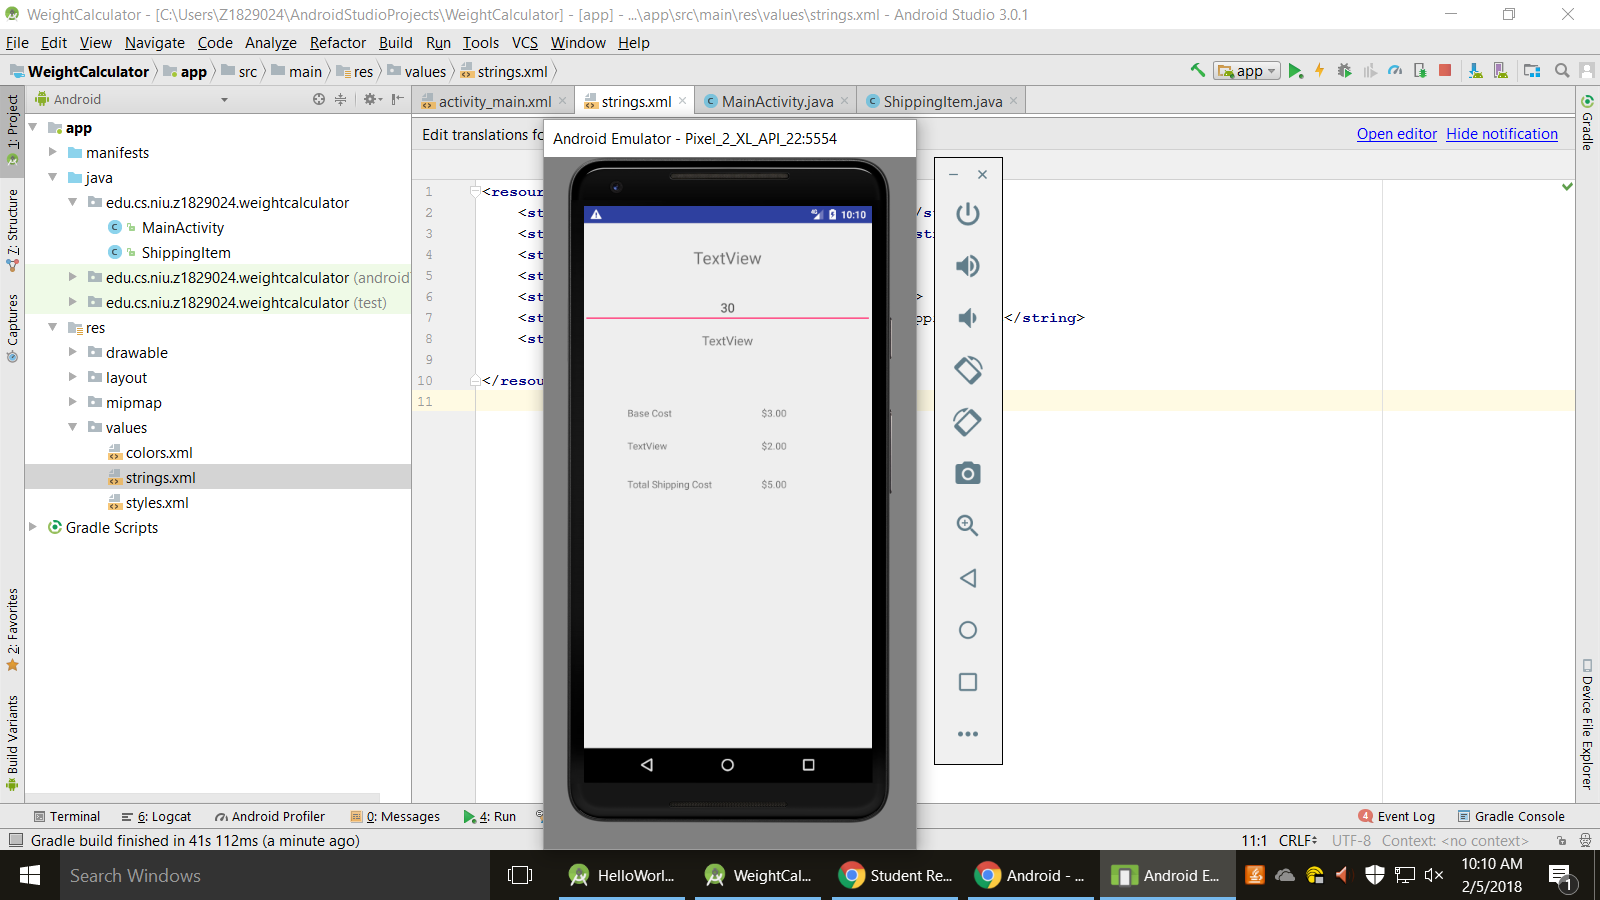 WeightCalculator - [C:\Users\Z1829024\AndroidStudioProjects\WeightCalculator] - [app] - ...\app\src\main\res\values\strings.xml - Android Studio 3.0.1
File Edit View Navigate Code Analyze Refactor Build Run Tools VCS Window Help
WeightCalculator app src main res values strings.xml app
Android
activity_main.xml strings.xml MainActivity.java ShippingItem.java
1: Project
Z: Structure
Captures
2: Favorites
Build Variants
app
manifests
java
edu.cs.niu.z1829024.weightcalculator
MainActivity
ShippingItem
edu.cs.niu.z1829024.weightcalculator (android
edu.cs.niu.z1829024.weightcalculator (test)
res
drawable
layout
mipmap
values
colors.xml
strings.xml
styles.xml
Gradle Scripts
Edit translations fo Open editor Hide notification
1 <resour
2 <st /st
3 <st str
4 <st
5 <st
6 <st >
7 <st ppl </string>
8 <st
9
10 </resou
11
Android Emulator - Pixel_2_XL_API_22:5554
10:10
TextView
30
TextView
Base Cost $3.00
TextView $2.00
Total Shipping Cost $5.00
Gradle
Device File Explorer
Terminal 6: Logcat Android Profiler 0: Messages 4: Run 4 Event Log Gradle Console
Gradle build finished in 41s 112ms (a minute ago) 11:1 CRLF UTF-8 Context: <no context>
Search Windows HelloWorl... WeightCal... Student Re... Android - ... Android E...
10:10 AM
2/5/2018
1